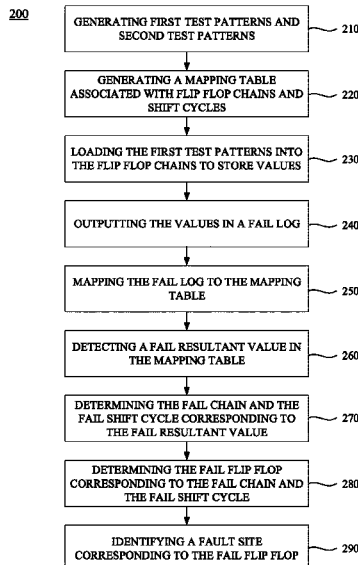 200
GENERATING FIRST TEST PATTERNS AND
SECOND TEST PATTERNS
210
GENERATING A MAPPING TABLE
ASSOCIATED WITH FLIP FLOP CHAINS AND
SHIFT CYCLES
220
LOADING THE FIRST TEST PATTERNS INTO
THE FLIP FLOP CHAINS TO STORE VALUES
230
OUTPUTTING THE VALUES IN A FAIL LOG
240
MAPPING THE FAIL LOG TO THE MAPPING
TABLE
250
DETECTING A FAIL RESULTANT VALUE IN
THE MAPPING TABLE
260
DETERMINING THE FAIL CHAIN AND THE
FAIL SHIFT CYCLE CORRESPONDING TO
THE FAIL RESULTANT VALUE
270
DETERMINING THE FAIL FLIP FLOP
CORRESPONDING TO THE FAIL CHAIN AND
THE FAIL SHIFT CYCLE
280
IDENTIFYING A FAULT SITE
CORRESPONDING TO THE FAIL FLIP FLOP
290